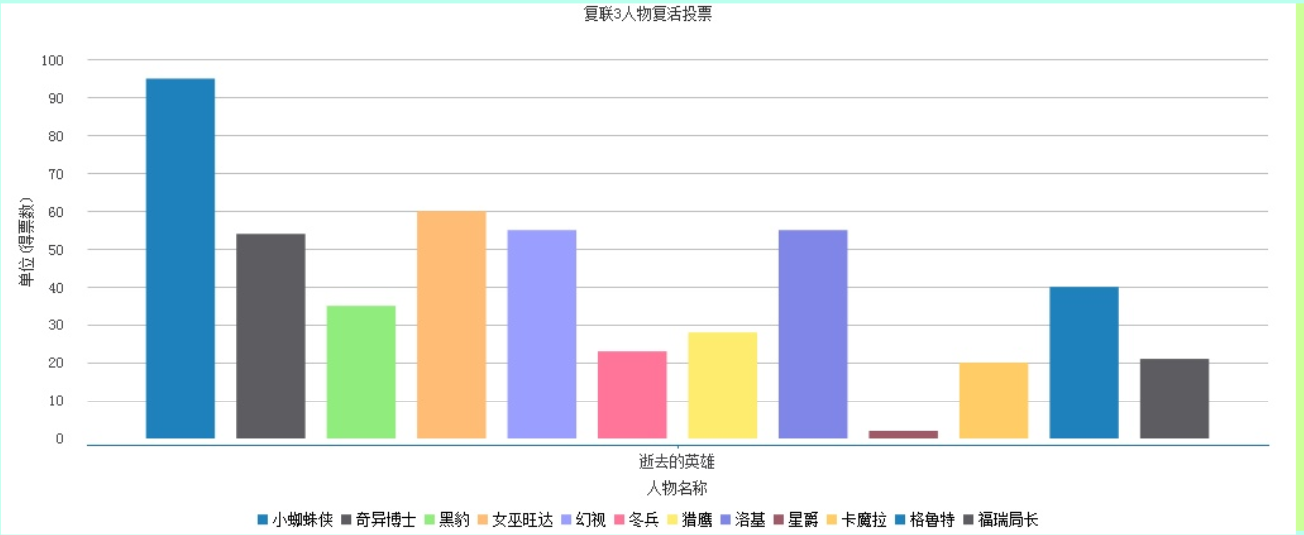 复联3人物复活投票
100
90
80
70
60
50
40
30
20
10
0
单位(得票数)
逝去的英雄
人物名称
小蜘蛛侠 奇异博士 黑豹 女巫旺达 幻视 冬兵 猎鹰 洛基 星爵 卡魔拉 格鲁特 福瑞局长